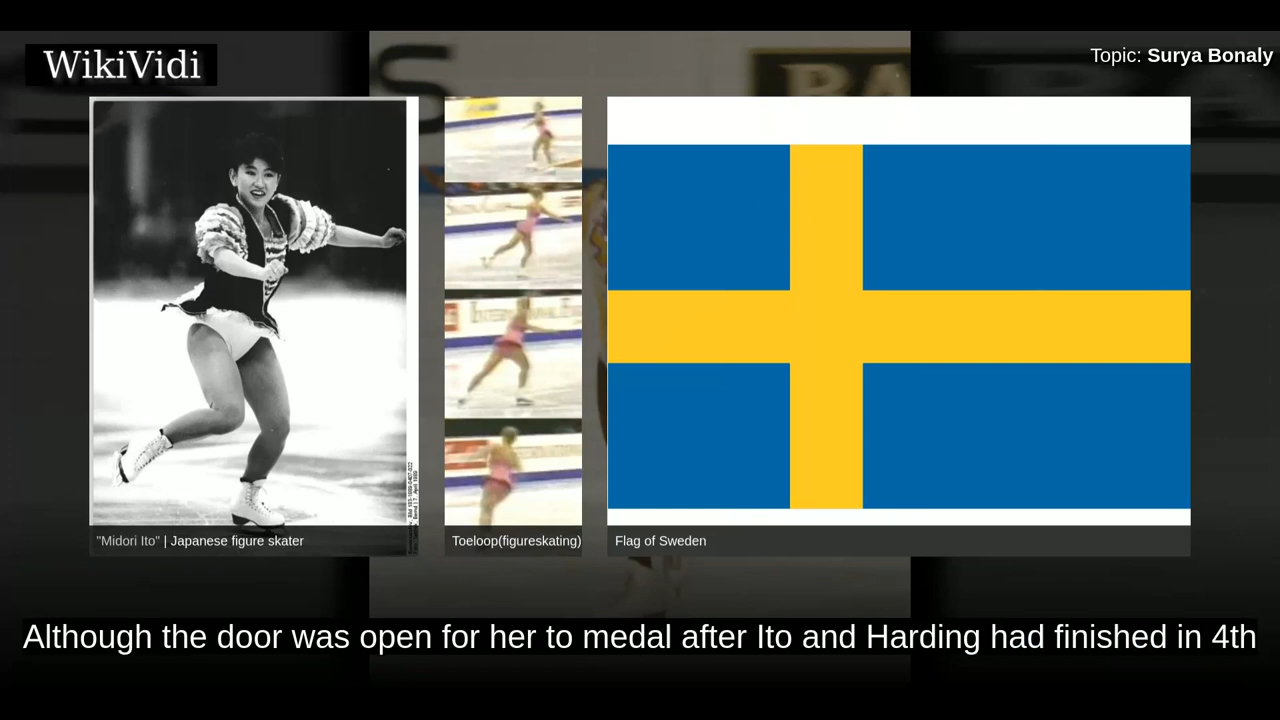 WikiVidi
Topic: Surya Bonaly
"Midori Ito" | Japanese figure skater
Toeloop(figureskating)
Flag of Sweden
Although the door was open for her to medal after Ito and Harding had finished in 4th